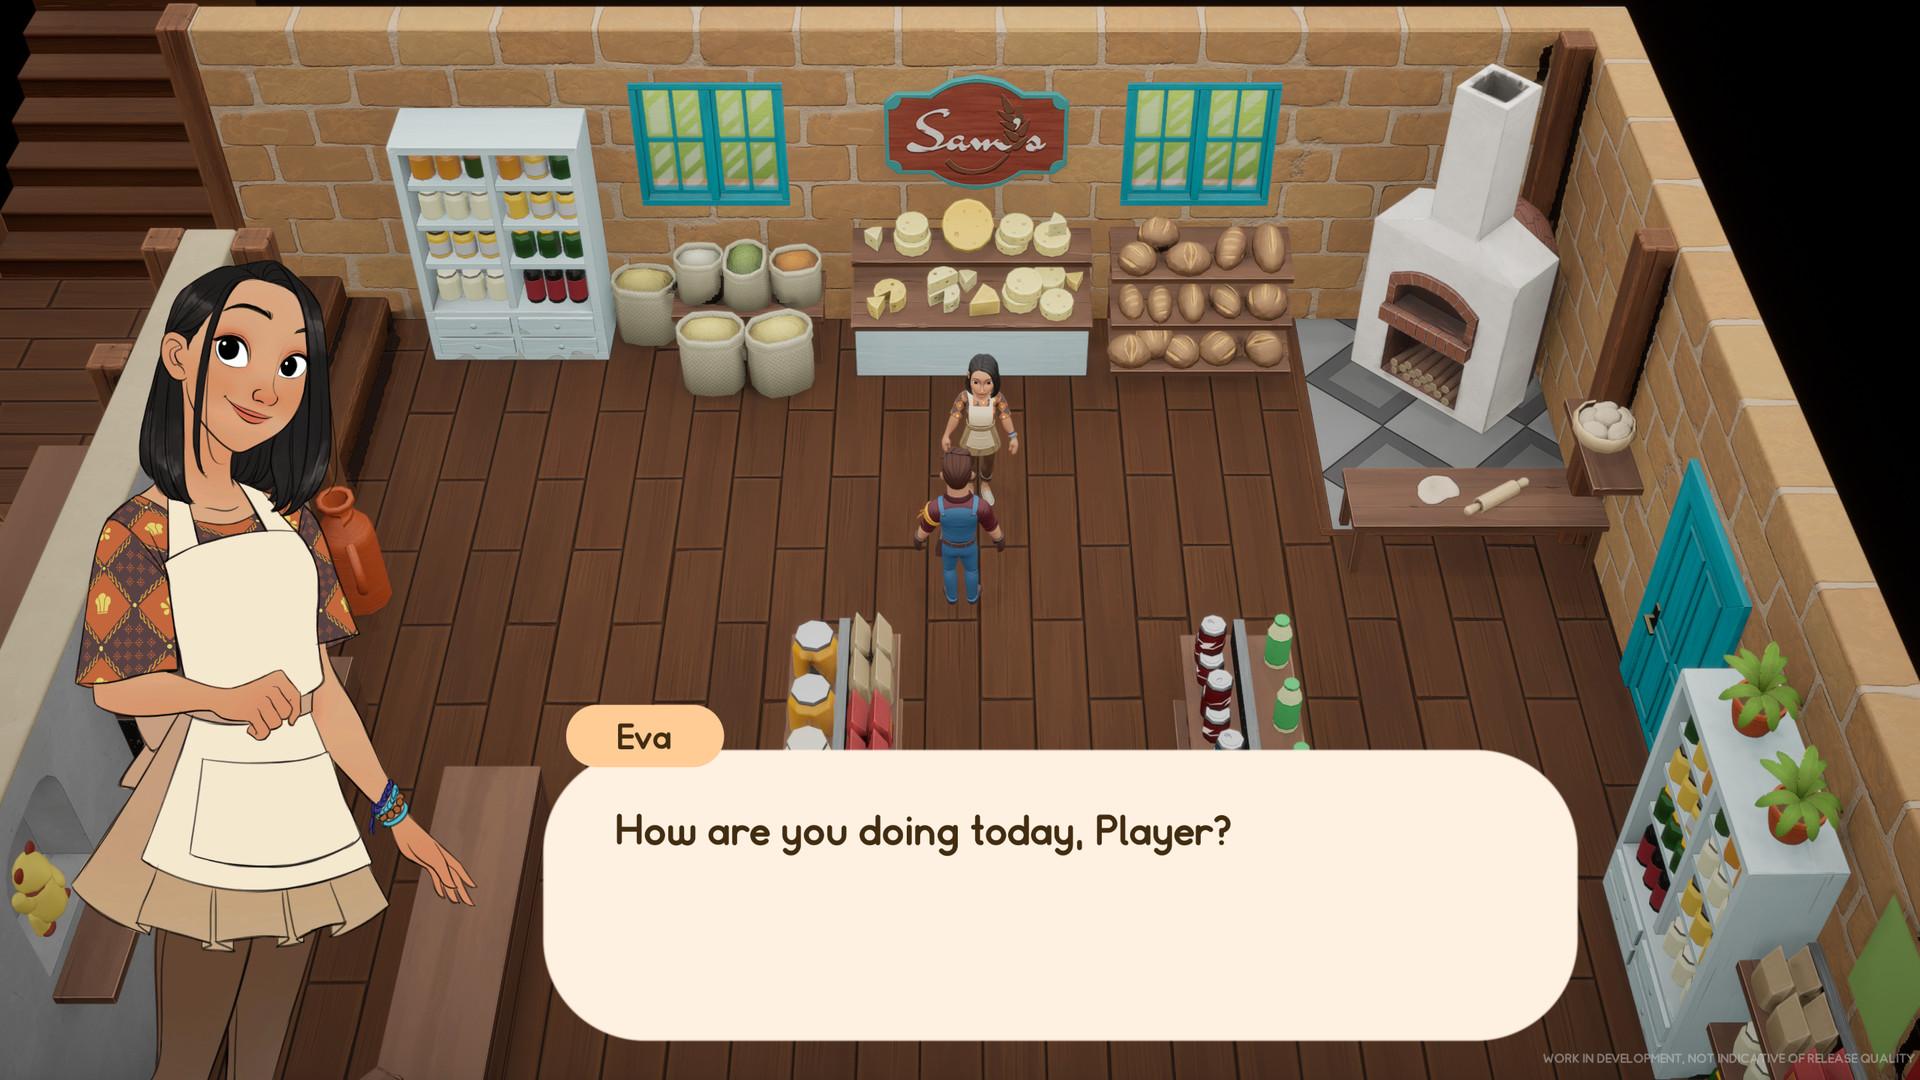 Sam's
Eva
How are you doing today, Player?
WORK IN DEVELOPMENT, NOT INDICATIVE OF RELEASE QUALITY